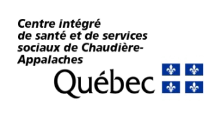 Centre intégré
de santé et de services
sociaux de Chaudière-
Appalaches
Québec